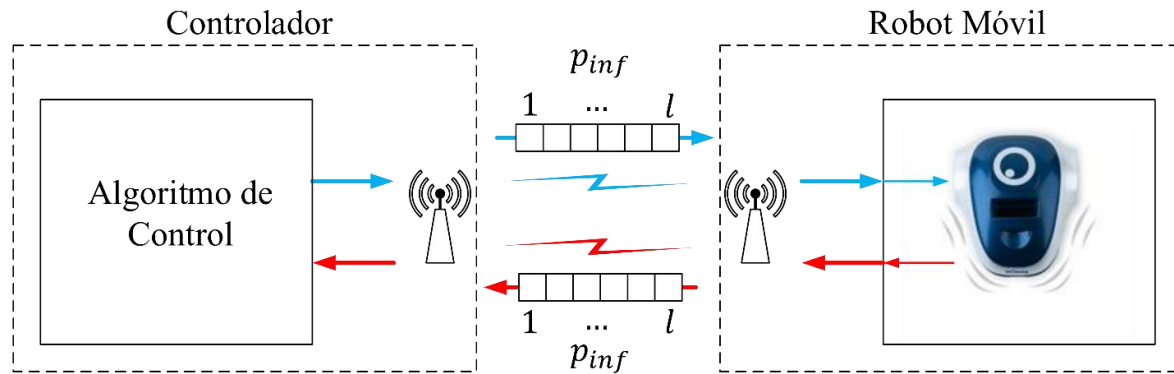 Controlador
Robot Móvil
p_inf
1 ... l
Algoritmo de
Control
1 ... l
p_inf